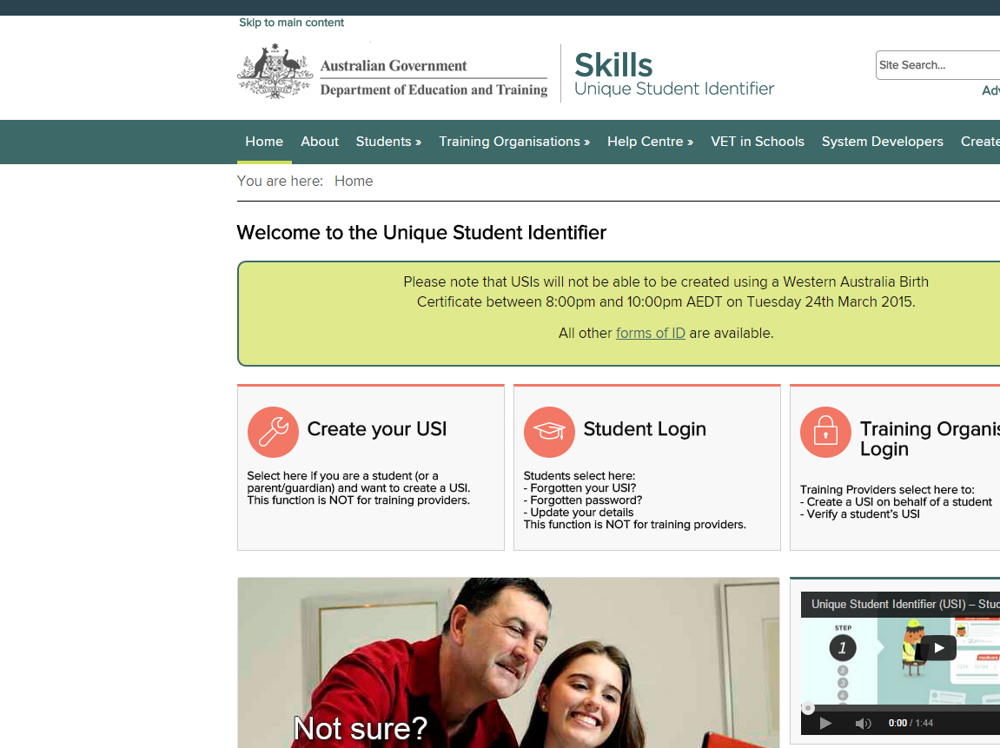 Skip to main content
Australian Government
Department of Education and Training
Skills
Unique Student Identifier
Site Search...
Home About Students » Training Organisations » Help Centre » VET in Schools System Developers Create
You are here: Home
Welcome to the Unique Student Identifier
Please note that USIs will not be able to be created using a Western Australia Birth
Certificate between 8:00pm and 10:00pm AEDT on Tuesday 24th March 2015.
All other forms of ID are available.
Create your USI
Select here if you are a student (or a
parent/guardian) and want to create a USI.
This function is NOT for training providers.
Student Login
Students select here:
- Forgotten your USI?
- Forgotten password?
- Update your details
This function is NOT for training providers.
Training Organis
Login
Training Providers select here to:
- Create a USI on behalf of a student
- Verify a student's USI
Not sure?
Unique Student Identifier (USI) – Stud
STEP
1
2
3
4
medicare
0:00 / 1:44